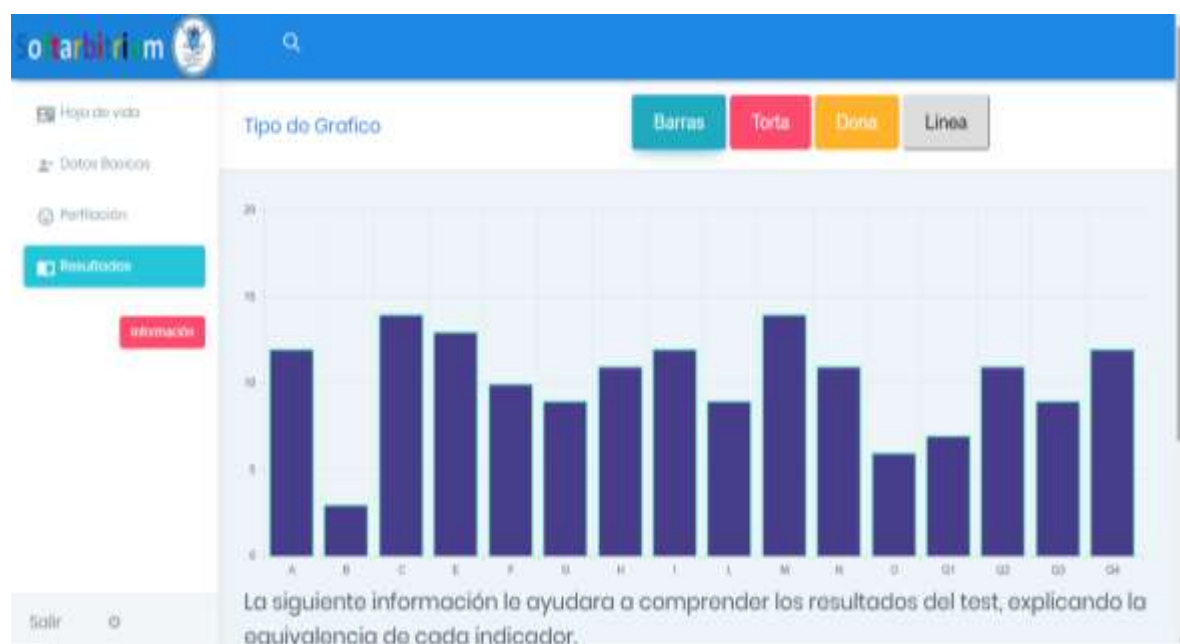 Softarbitrium
Hoja de vida
Datos Basicos
Perfilación
Resultados
Información
Salir
Tipo de Grafico
Barras
Torta
Dona
Linea
20
15
10
5
0
A B C E F G H I L M N O Q1 Q2 Q3 Q4
La siguiente información le ayudara a comprender los resultados del test, explicando la
equivalencia de cada indicador.